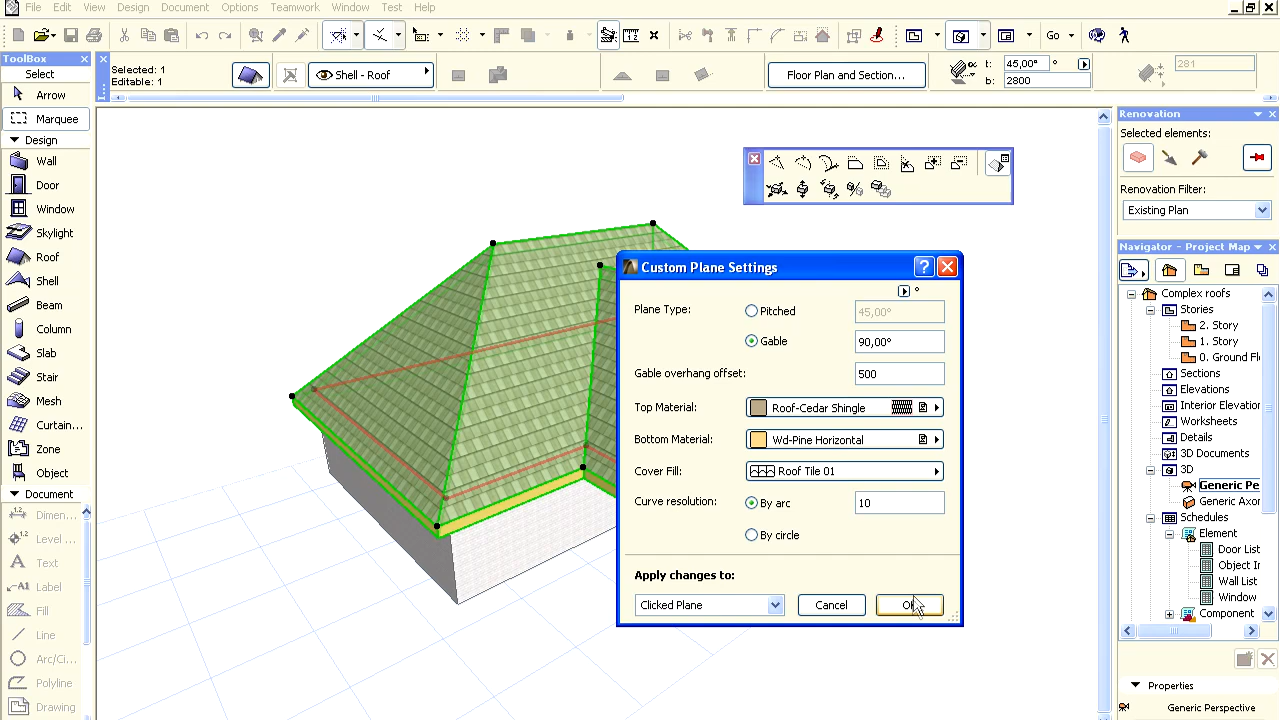 File Edit View Design Document Options Teamwork Window Test Help
Go
ToolBox
Select
Arrow
Marquee
Design
Wall
Door
Window
Skylight
Roof
Shell
Beam
Column
Slab
Stair
Mesh
Curtain...
Zone
Object
Document
Dimen...
Level ...
Text
Label
Fill
Line
Arc/Ci...
Polyline
Drawing
Selected: 1
Editable: 1
Shell - Roof
Floor Plan and Section...
t: 45,00°
b: 2800
281
Custom Plane Settings
°
Plane Type:
Pitched
45,00°
Gable
90,00°
Gable overhang offset:
500
Top Material:
Roof-Cedar Shingle
Bottom Material:
Wd-Pine Horizontal
Cover Fill:
Roof Tile 01
Curve resolution:
By arc
10
By circle
Apply changes to:
Clicked Plane
Cancel
Renovation
Selected elements:
Renovation Filter:
Existing Plan
Navigator - Project Map
Complex roofs
Stories
2. Story
1. Story
0. Ground Fl
Sections
Elevations
Interior Elevation
Worksheets
Details
3D Documents
3D
Generic Pe
Generic Axon
Schedules
Element
Door List
Object I
Wall List
Window
Component
Properties
Generic Perspective